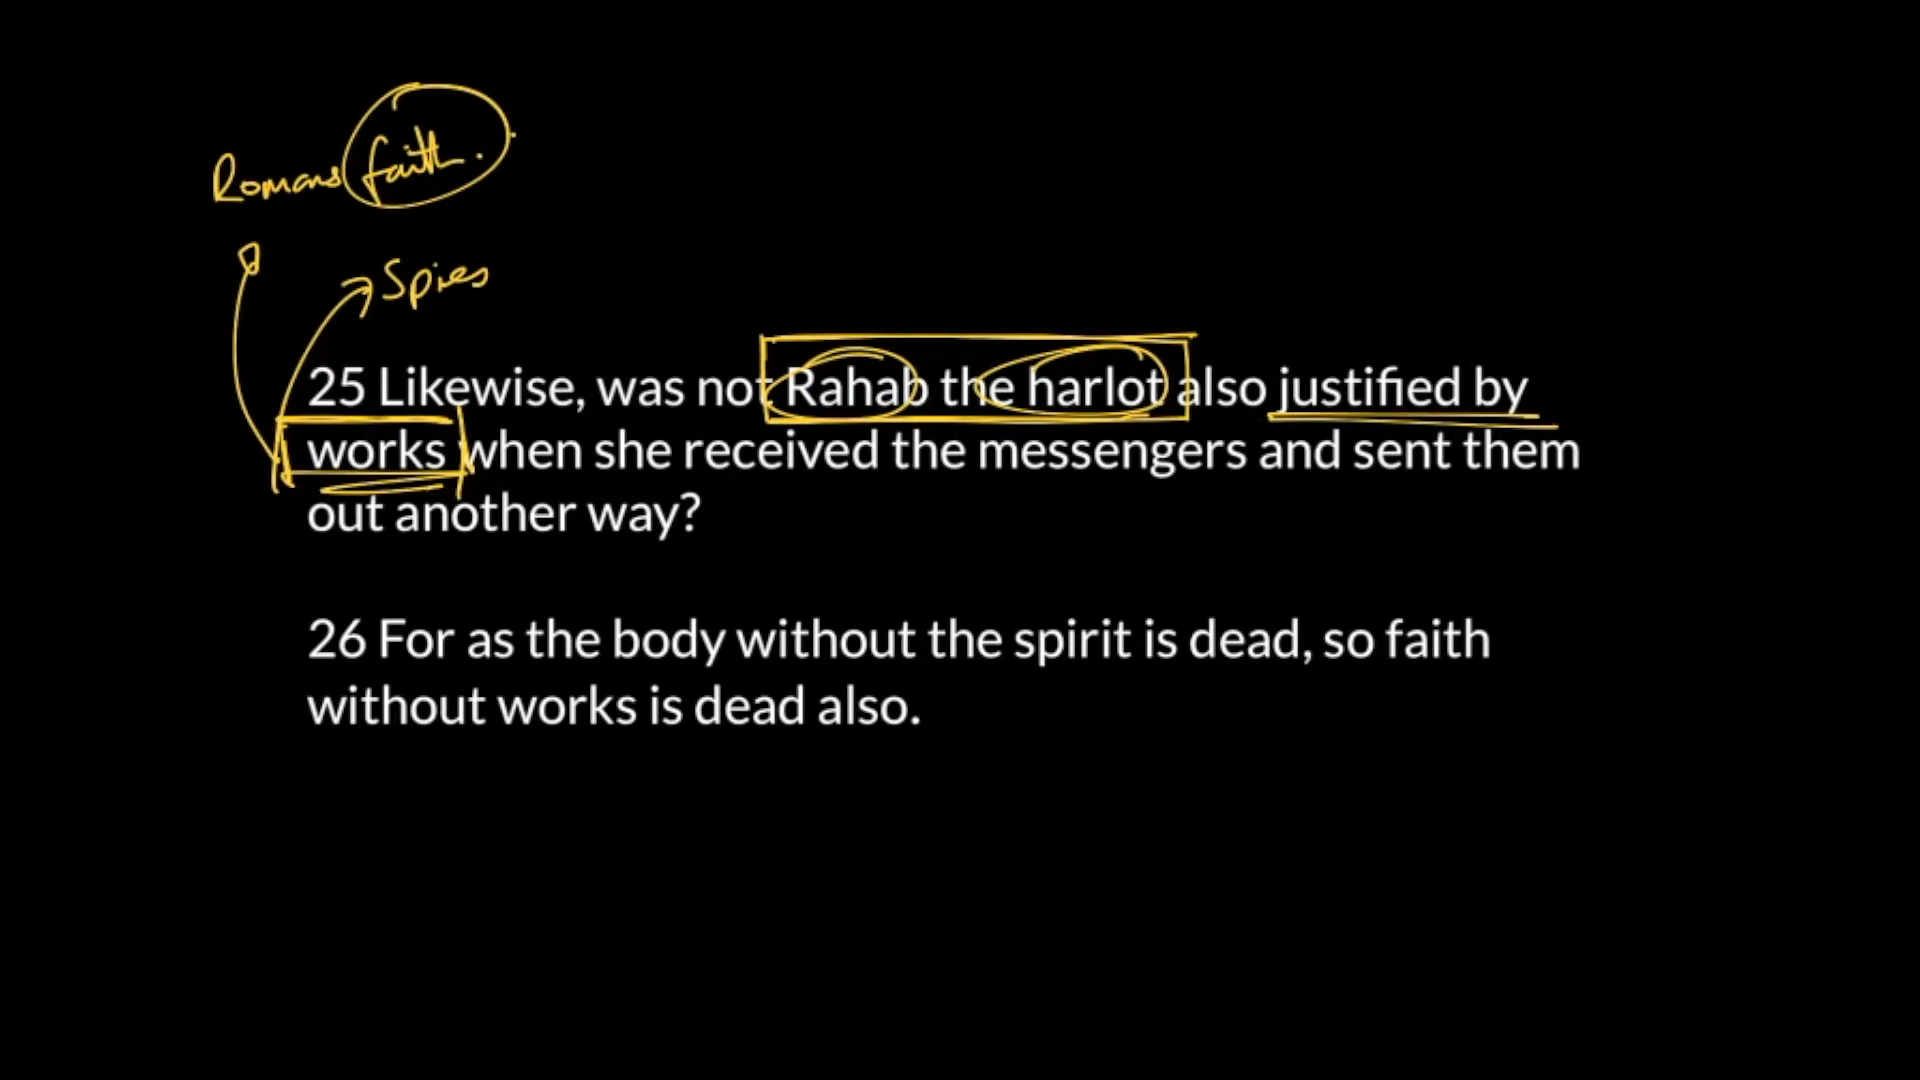 Romans faith.
Spies
25 Likewise, was not Rahab the harlot also justified by
works when she received the messengers and sent them
out another way?
26 For as the body without the spirit is dead, so faith
without works is dead also.